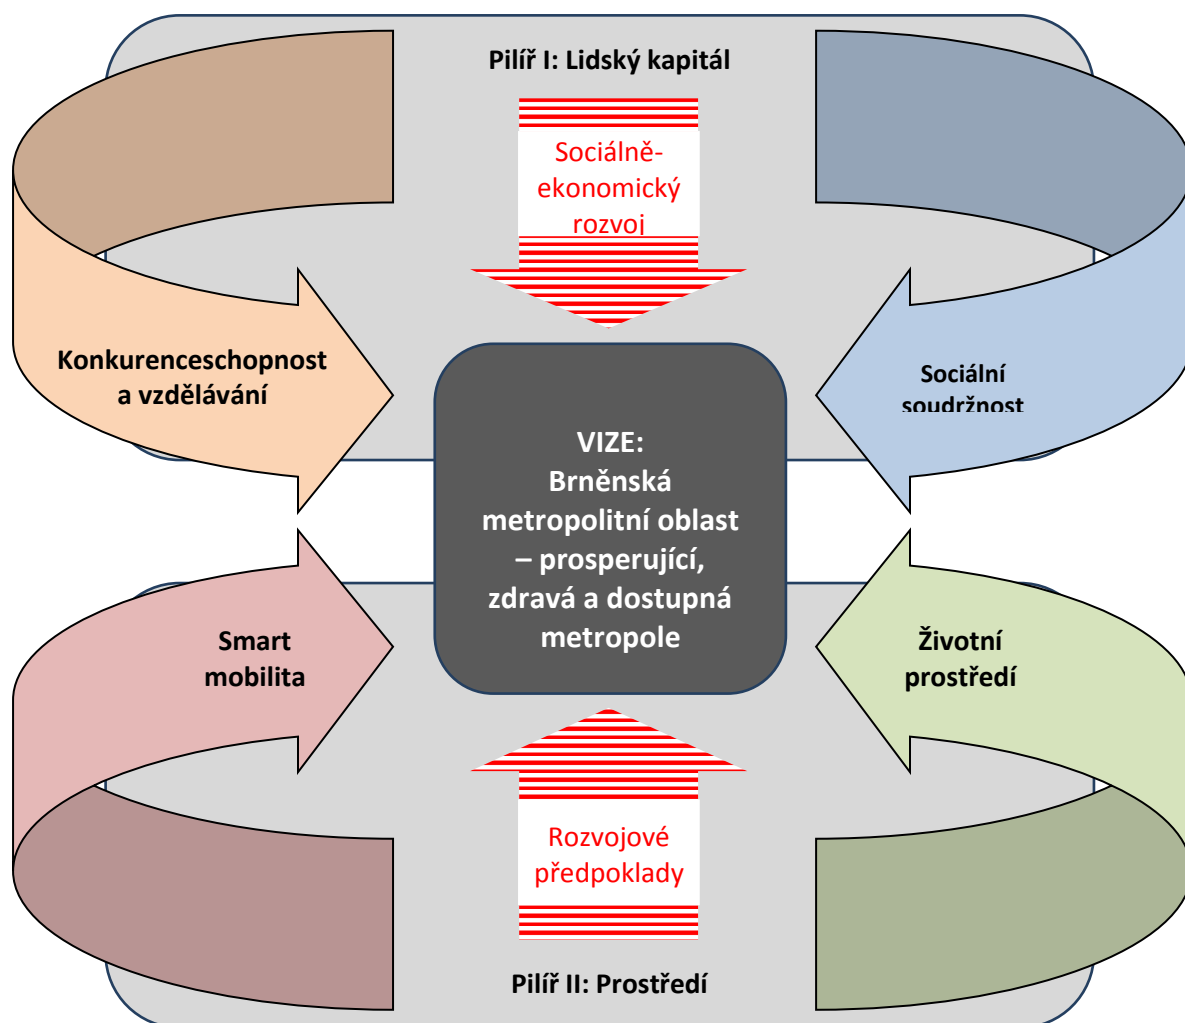 Pilíř I: Lidský kapitál
Sociálně-
ekonomický
rozvoj
Konkurenceschopnost
a vzdělávání
Sociální
soudržnost
VIZE:
Brněnská
metropolitní oblast
– prosperující,
zdravá a dostupná
metropole
Smart
mobilita
Životní
prostředí
Rozvojové
předpoklady
Pilíř II: Prostředí